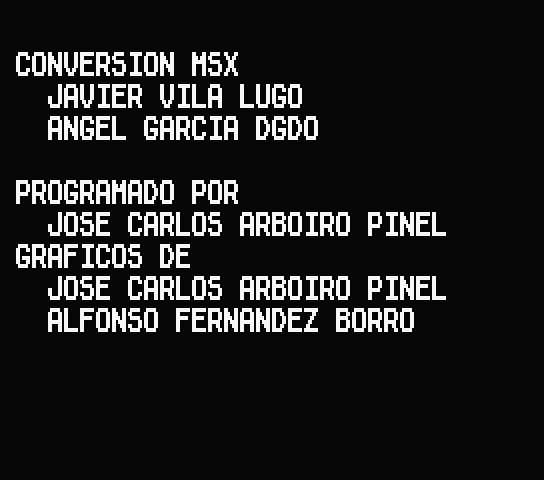 CONVERSION MSX
JAVIER VILA LUGO
ANGEL GARCIA DGDO
PROGRAMADO POR
JOSE CARLOS ARBOIRO PINEL
GRAFICOS DE
JOSE CARLOS ARBOIRO PINEL
ALFONSO FERNANDEZ BORRO